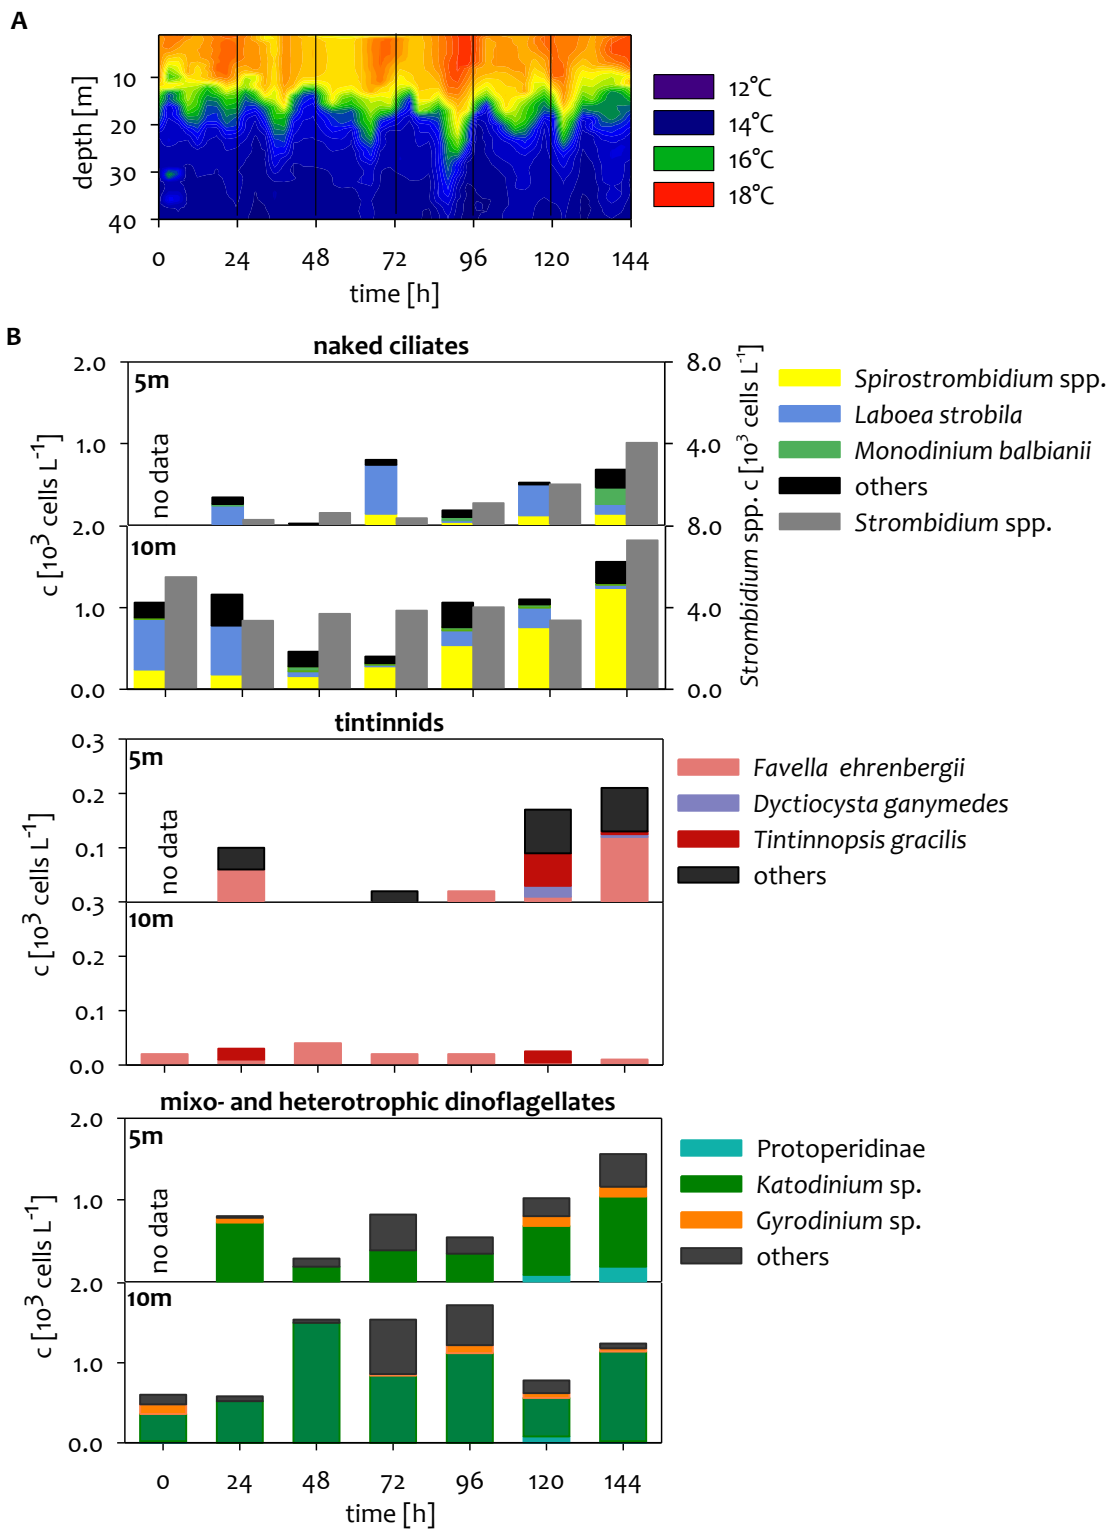 A
depth [m]
10
20
30
40
0 24 48 72 96 120 144
time [h]
12°C
14°C
16°C
18°C
B
naked ciliates
5m
no data
2.0
1.0
2.0
c [10³ cells L⁻¹]
8.0
4.0
8.0
4.0
0.0
Strombidium spp. c [10³ cells L⁻¹]
10m
1.0
0.0
Spirostrombidium spp.
Laboea strobila
Monodinium balbianii
others
Strombidium spp.
tintinnids
5m
no data
0.3
0.2
0.1
0.3
c [10³ cells L⁻¹]
10m
0.2
0.1
0.0
Favella ehrenbergii
Dyctiocysta ganymedes
Tintinnopsis gracilis
others
mixo- and heterotrophic dinoflagellates
5m
no data
2.0
1.0
2.0
c [10³ cells L⁻¹]
10m
1.0
0.0
0 24 48 72 96 120 144
time [h]
Protoperidinae
Katodinium sp.
Gyrodinium sp.
others